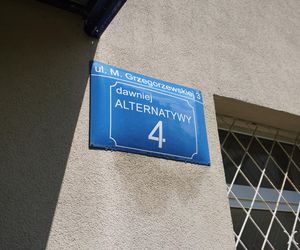 ul. M. Grzegorzewskiej 3
dawniej
ALTERNATYWY
4